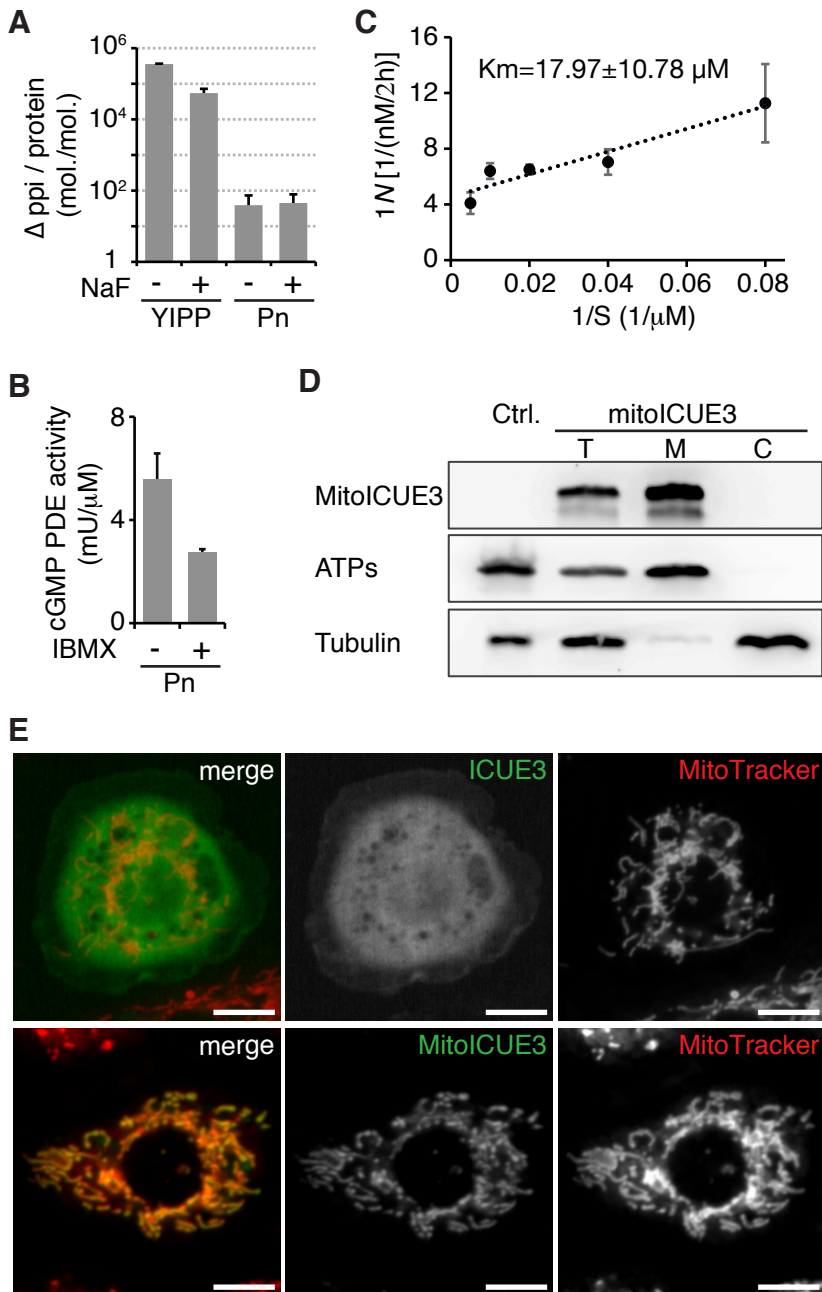 A
10⁶
10⁴
10²
1
Δ ppi / protein
(mol./mol.)
NaF
- + - +
YIPP Pn
C
16
12
8
4
0
1/V [1/(nM/2h)]
Km=17.97±10.78 µM
0 0.02 0.04 0.06 0.08
1/S (1/µM)
B
8
4
0
cGMP PDE activity
(mU/µM)
IBMX - +
Pn
D
Ctrl. mitoICUE3
T M C
MitoICUE3
ATPs
Tubulin
E
merge ICUE3 MitoTracker
merge MitoICUE3 MitoTracker